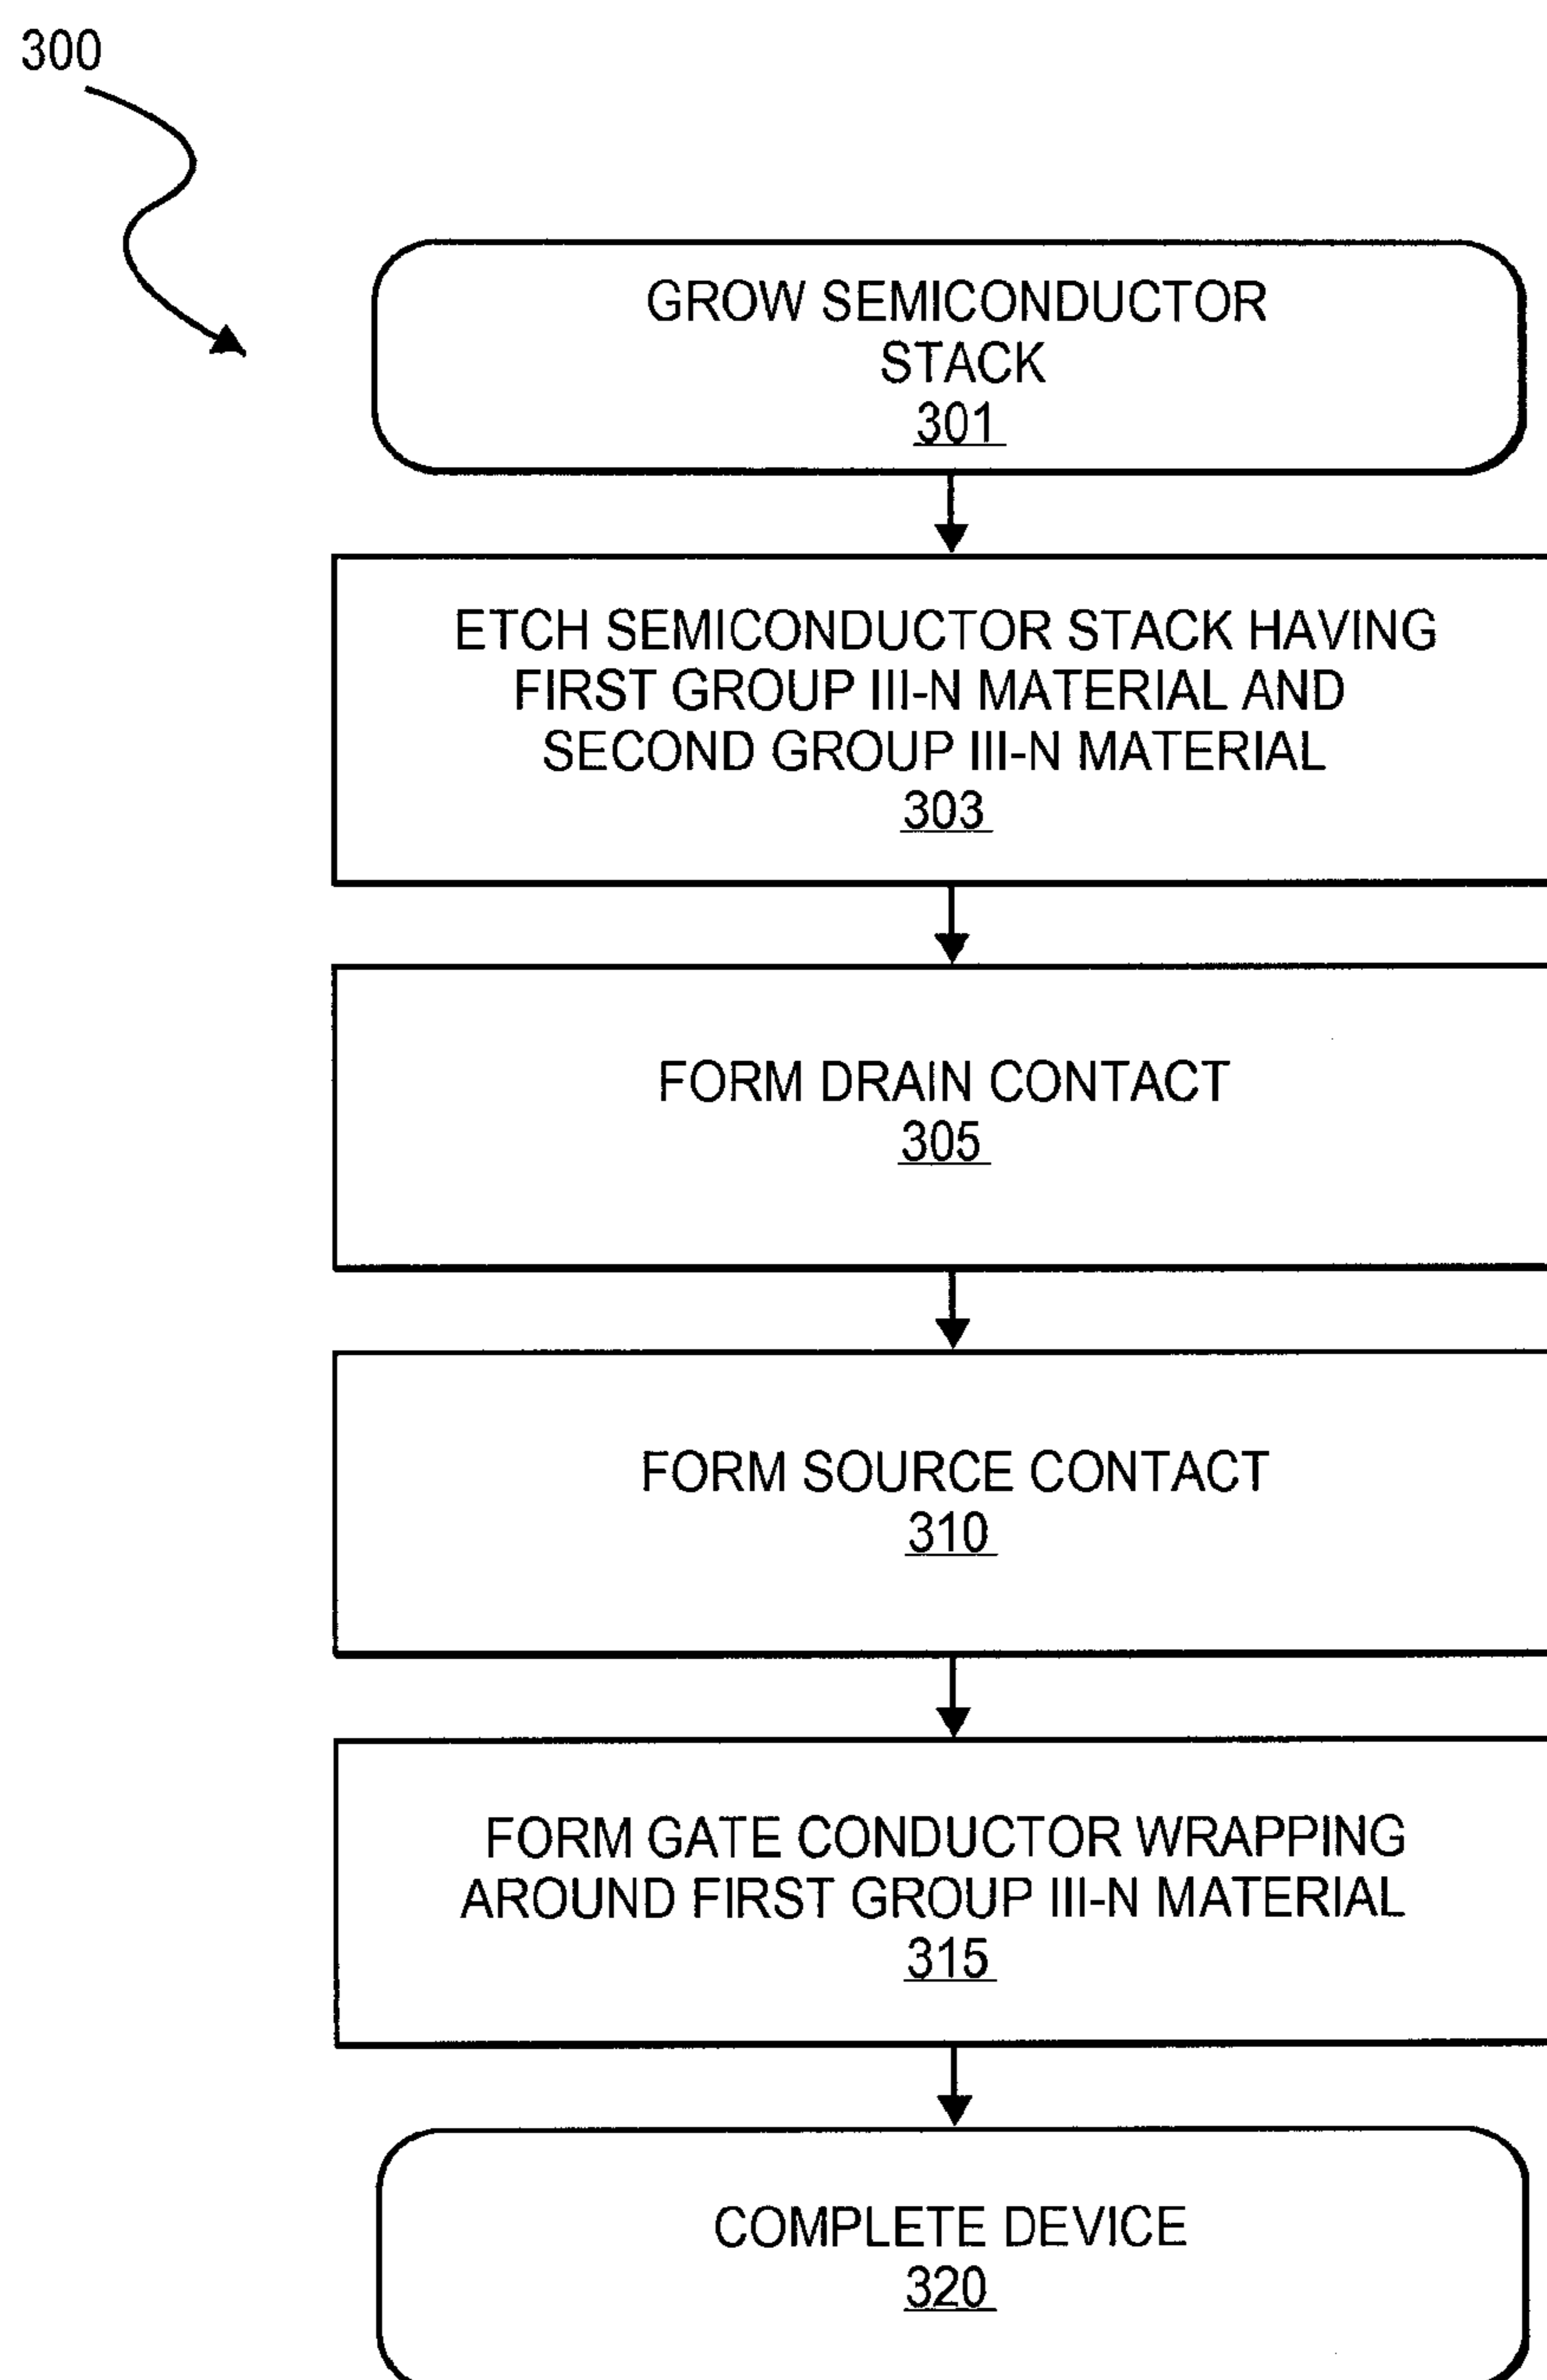 300
GROW SEMICONDUCTOR
STACK
301
ETCH SEMICONDUCTOR STACK HAVING
FIRST GROUP III-N MATERIAL AND
SECOND GROUP III-N MATERIAL
303
FORM DRAIN CONTACT
305
FORM SOURCE CONTACT
310
FORM GATE CONDUCTOR WRAPPING
AROUND FIRST GROUP III-N MATERIAL
315
COMPLETE DEVICE
320